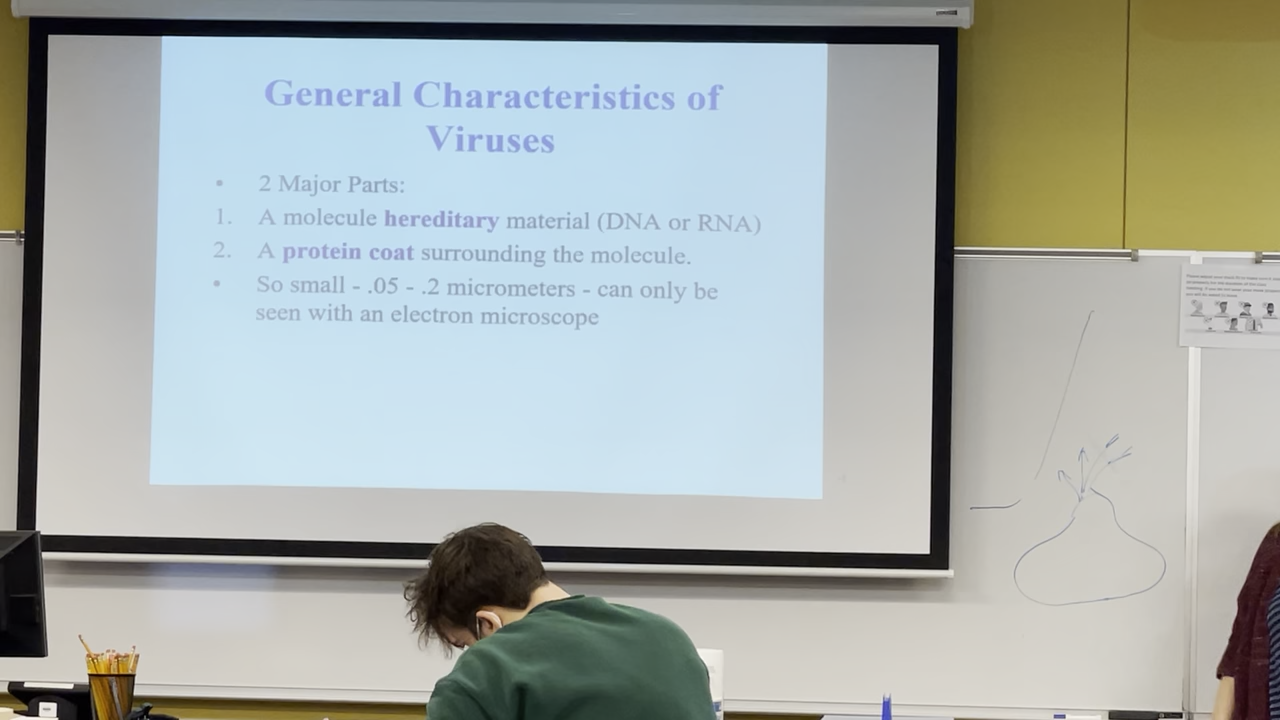 General Characteristics of
Viruses
• 2 Major Parts:
1. A molecule hereditary material (DNA or RNA)
2. A protein coat surrounding the molecule.
• So small - .05 - .2 micrometers - can only be
seen with an electron microscope